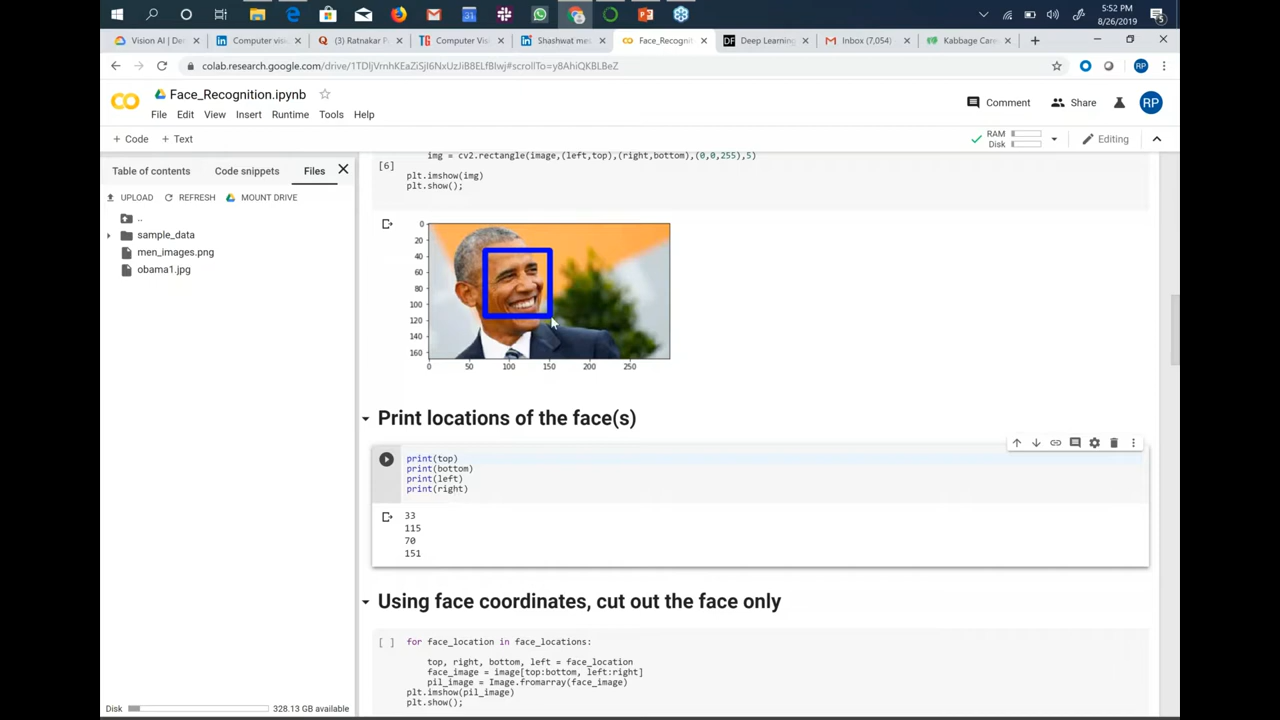 5:52 PM
8/26/2019
5
Vision AI | Der
Computer visi
(3) Ratnakar P
Computer Vis
Shashwat mes
Face_Recognit
Deep Learning
Inbox (7,054)
Kabbage Care
colab.research.google.com/drive/
RP
Face_Recognition.ipynb
File Edit View Insert Runtime Tools Help
Comment Share RP
+ Code + Text
RAM
Disk
Editing
Table of contents Code snippets Files
UPLOAD REFRESH MOUNT DRIVE
..
sample_data
men_images.png
obama1.jpg
img = cv2.rectangle(image,(left,top),(right,bottom),(0,0,255),5)
[6]
plt.imshow(img)
plt.show();
0
20
40
60
80
100
120
140
160
0 50 100 150 200 250
Print locations of the face(s)
print(top)
print(bottom)
print(left)
print(right)
33
115
70
151
Using face coordinates, cut out the face only
[ ] for face_location in face_locations:
top, right, bottom, left = face_location
face_image = image[top:bottom, left:right]
pil_image = Image.fromarray(face_image)
plt.imshow(pil_image)
plt.show();
Disk 328.13 GB available